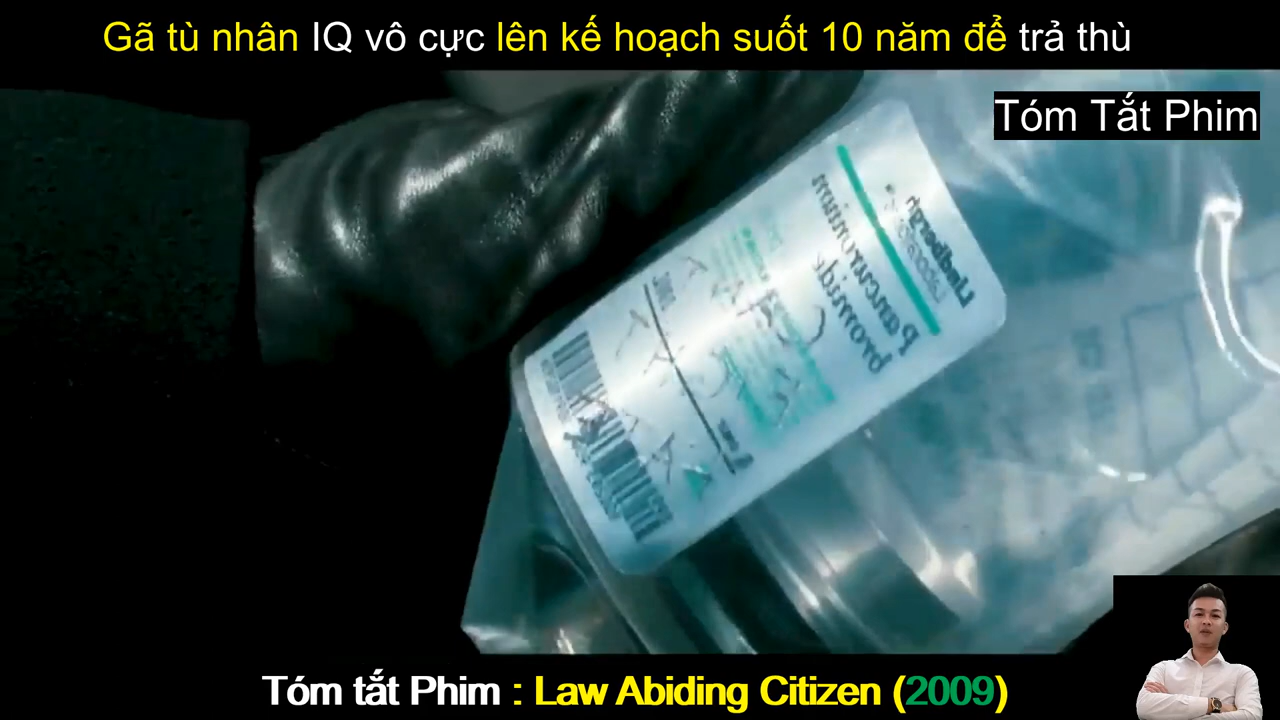 Gã tù nhân IQ vô cực lên kế hoạch suốt 10 năm để trả thù
Tóm Tắt Phim
Lindbergh
Pancuronium
bromide
Tóm tắt Phim : Law Abiding Citizen (2009)